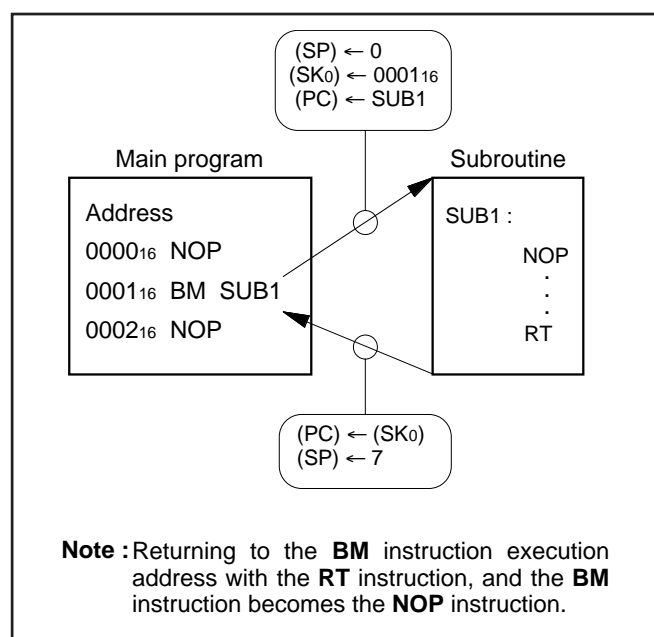 (SP) ← 0
(SK0) ← 000116
(PC) ← SUB1
Main program
Subroutine
Address
000016 NOP
000116 BM SUB1
000216 NOP
SUB1 :
NOP
.
.
.
RT
(PC) ← (SK0)
(SP) ← 7
Note : Returning to the BM instruction execution
address with the RT instruction, and the BM
instruction becomes the NOP instruction.